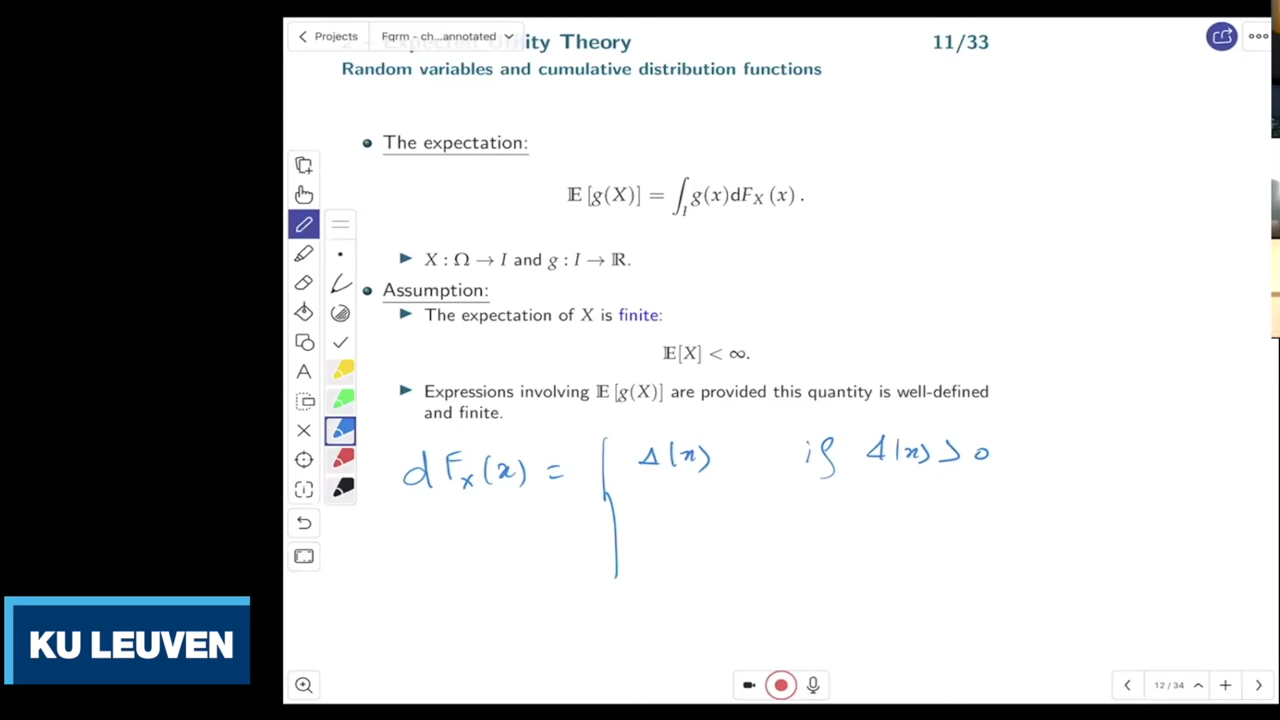 Projects
Fqrm - ch...annotated
Utility Theory
11/33
Random variables and cumulative distribution functions
The expectation:
𝔼 [g(X)] = ∫_I g(x)dF_X (x) .
X : Ω → I and g : I → ℝ.
Assumption:
The expectation of X is finite:
𝔼[X] < ∞.
Expressions involving 𝔼 [g(X)] are provided this quantity is well-defined
and finite.
dF_X(x) = { Δ(x) if Δ(x) > 0
KU LEUVEN
12 / 34